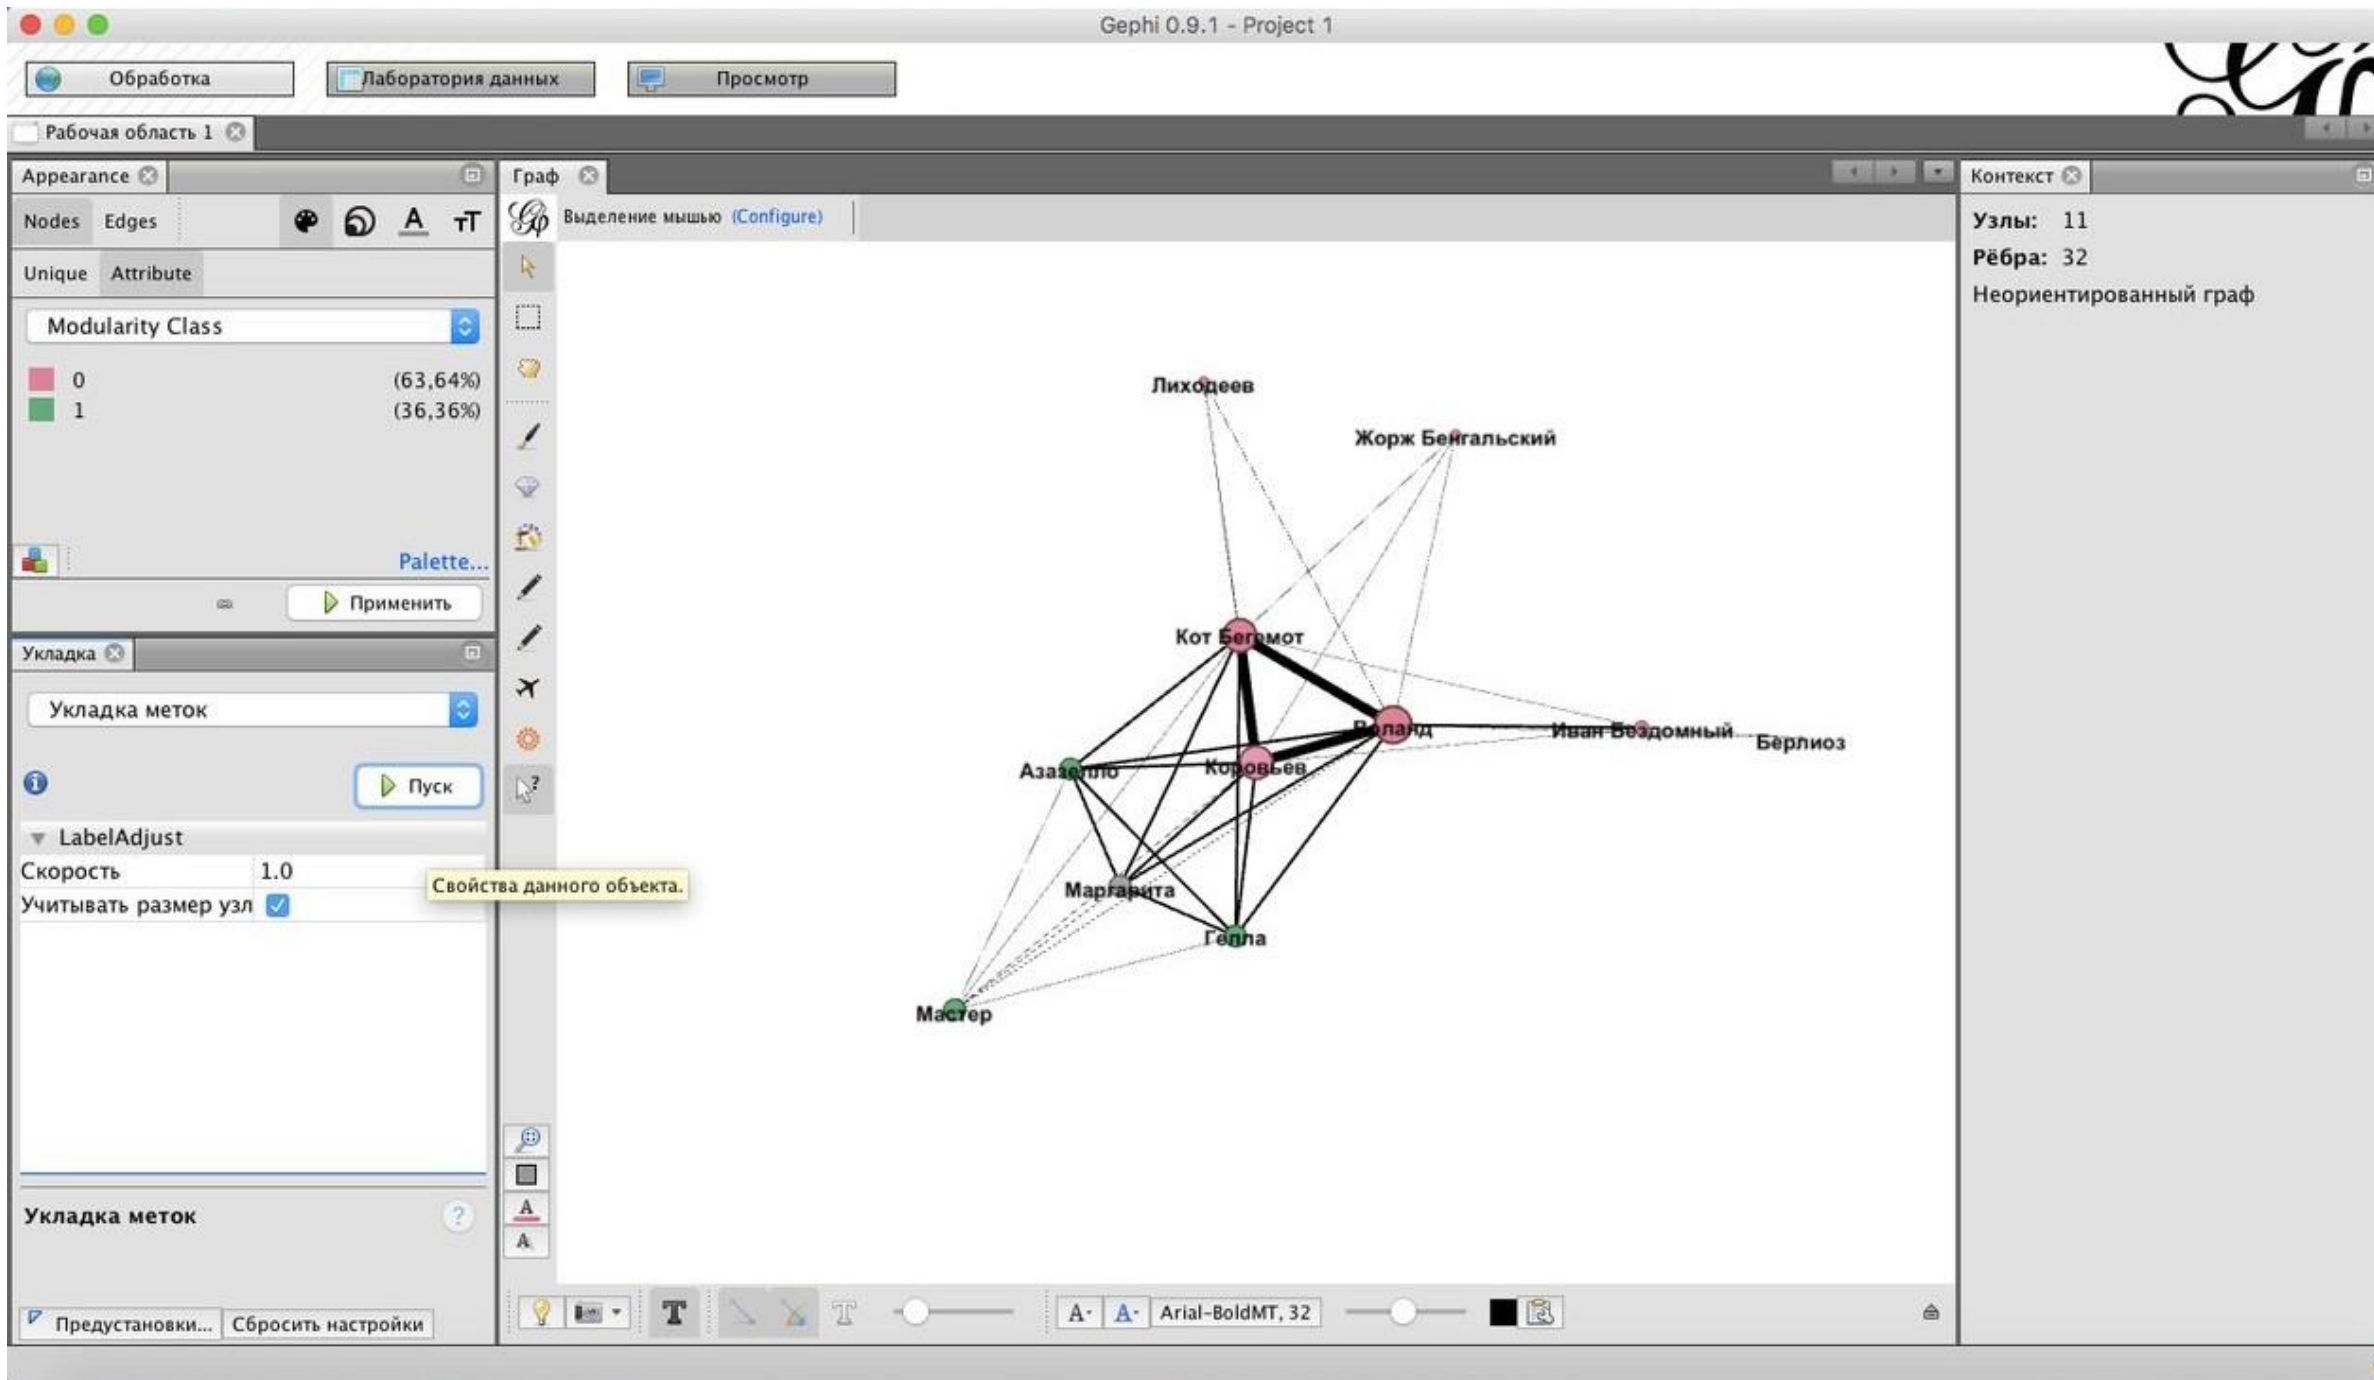 Gephi 0.9.1 - Project 1
Обработка
Лаборатория данных
Просмотр
Рабочая область 1
Appearance
Nodes Edges
A тT
Unique Attribute
Modularity Class
0 (63,64%)
1 (36,36%)
Palette...
Применить
Укладка
Укладка меток
Пуск
LabelAdjust
Скорость 1.0
Учитывать размер узл
Свойства данного объекта.
Укладка меток
?
Предустановки...
Сбросить настройки
Граф
Выделение мышью (Configure)
Лиходеев
Жорж Бенгальский
Кот Бегемот
Воланд
Иван Бездомный
Берлиоз
Азазелло
Коровьев
Маргарита
Гелла
Мастер
A
A
T
T
A-
A-
Arial-BoldMT, 32
Контекст
Узлы: 11
Рёбра: 32
Неориентированный граф